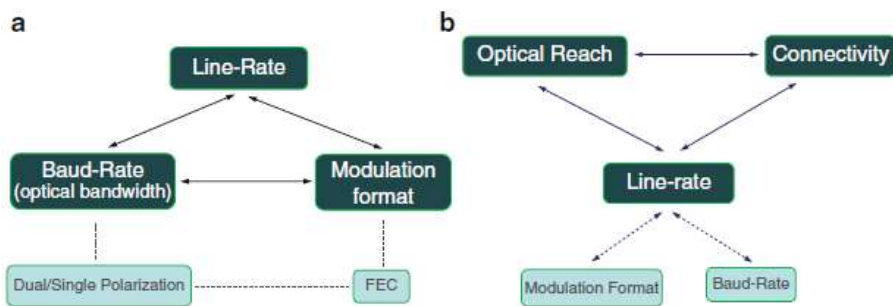 a
Line-Rate
Baud-Rate
(optical bandwidth)
Modulation
format
Dual/Single Polarization
FEC
b
Optical Reach
Connectivity
Line-rate
Modulation Format
Baud-Rate